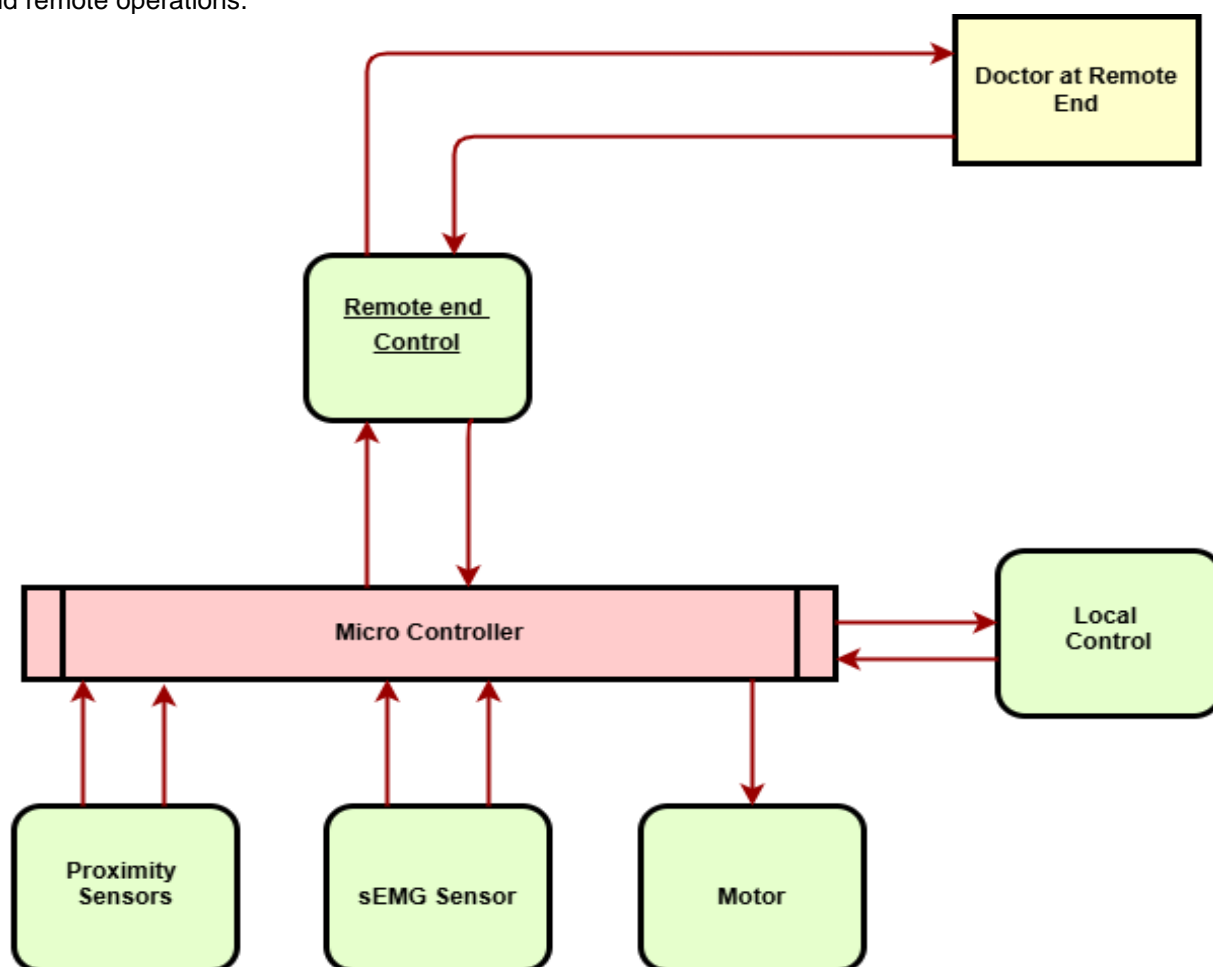 nd remote operations.
Doctor at Remote
End
Remote end
Control
Micro Controller
Local
Control
Proximity
Sensors
sEMG Sensor
Motor